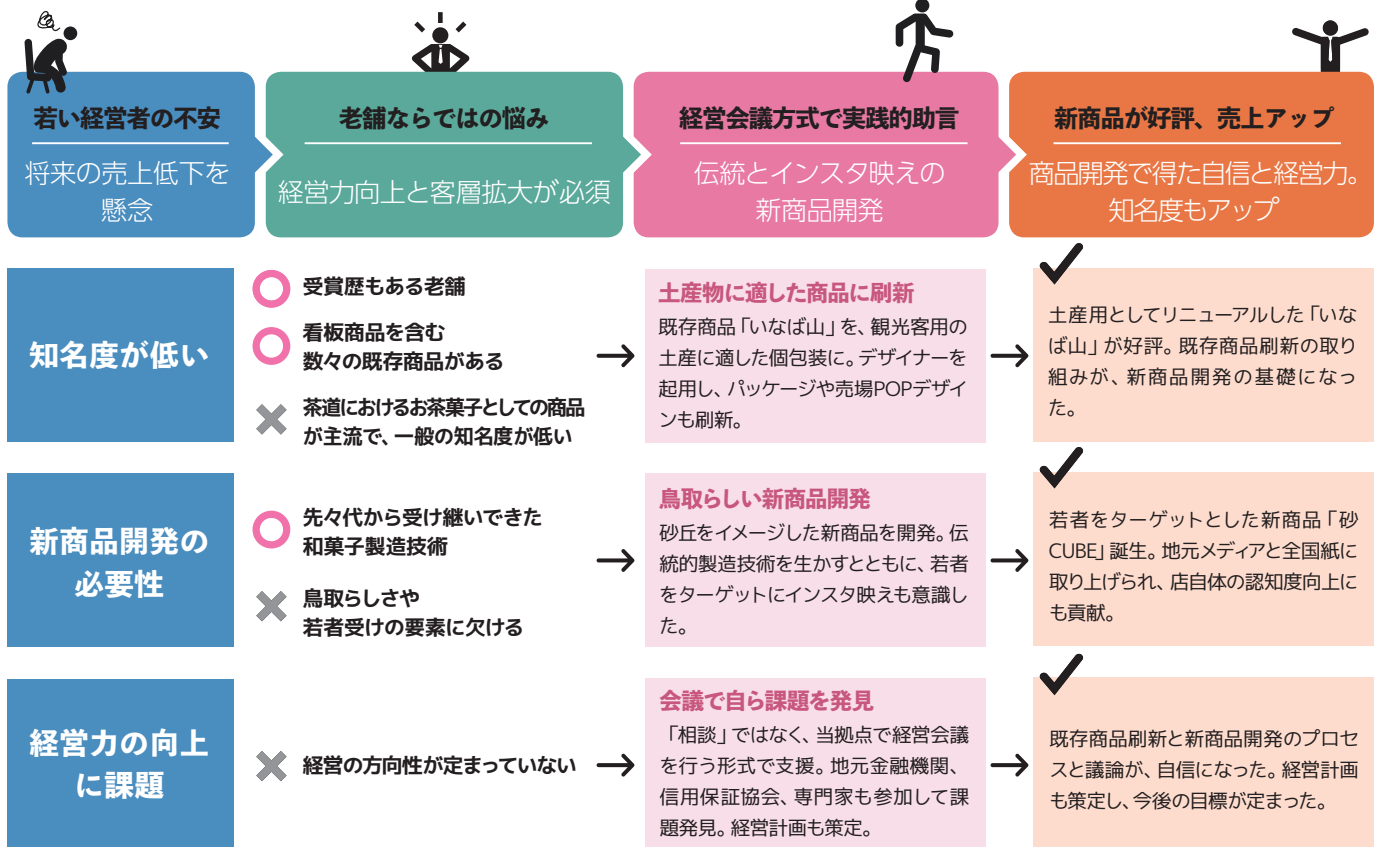 若い経営者の不安
将来の売上低下を
懸念
老舗ならではの悩み
経営力向上と客層拡大が必須
経営会議方式で実践的助言
伝統とインスタ映えの
新商品開発
新商品が好評、売上アップ
商品開発で得た自信と経営力。
知名度もアップ
知名度が低い
受賞歴もある老舗
看板商品を含む
数々の既存商品がある
茶道におけるお茶菓子としての商品
が主流で、一般の知名度が低い
土産物に適した商品に刷新
既存商品「いなば山」を、観光客用の
土産に適した個包装に。デザイナーを
起用し、パッケージや売場POPデザイ
ンも刷新。
土産用としてリニューアルした「いな
ば山」が好評。既存商品刷新の取り
組みが、新商品開発の基礎になっ
た。
新商品開発の
必要性
先々代から受け継いできた
和菓子製造技術
鳥取らしさや
若者受けの要素に欠ける
鳥取らしい新商品開発
砂丘をイメージした新商品を開発。伝
統的製造技術を生かすとともに、若者
をターゲットにインスタ映えも意識し
た。
若者をターゲットとした新商品「砂
CUBE」誕生。地元メディアと全国紙に
取り上げられ、店自体の認知度向上に
も貢献。
経営力の向上
に課題
経営の方向性が定まっていない
会議で自ら課題を発見
「相談」ではなく、当拠点で経営会議
を行う形式で支援。地元金融機関、
信用保証協会、専門家も参加して課
題発見。経営計画も策定。
既存商品刷新と新商品開発のプロセ
スと議論が、自信になった。経営計画
も策定し、今後の目標が定まった。